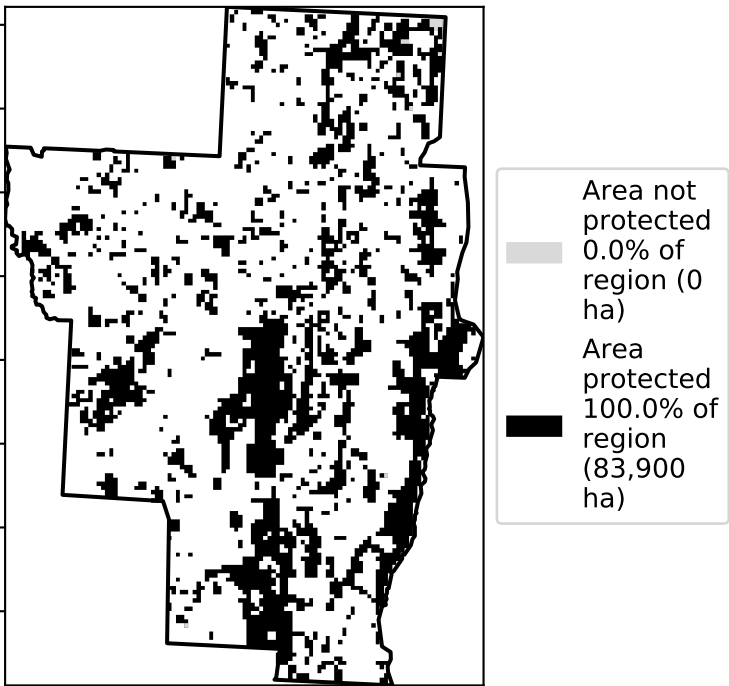 Area not
protected
0.0% of
region (0
ha)
Area
protected
100.0% of
region
(83,900
ha)